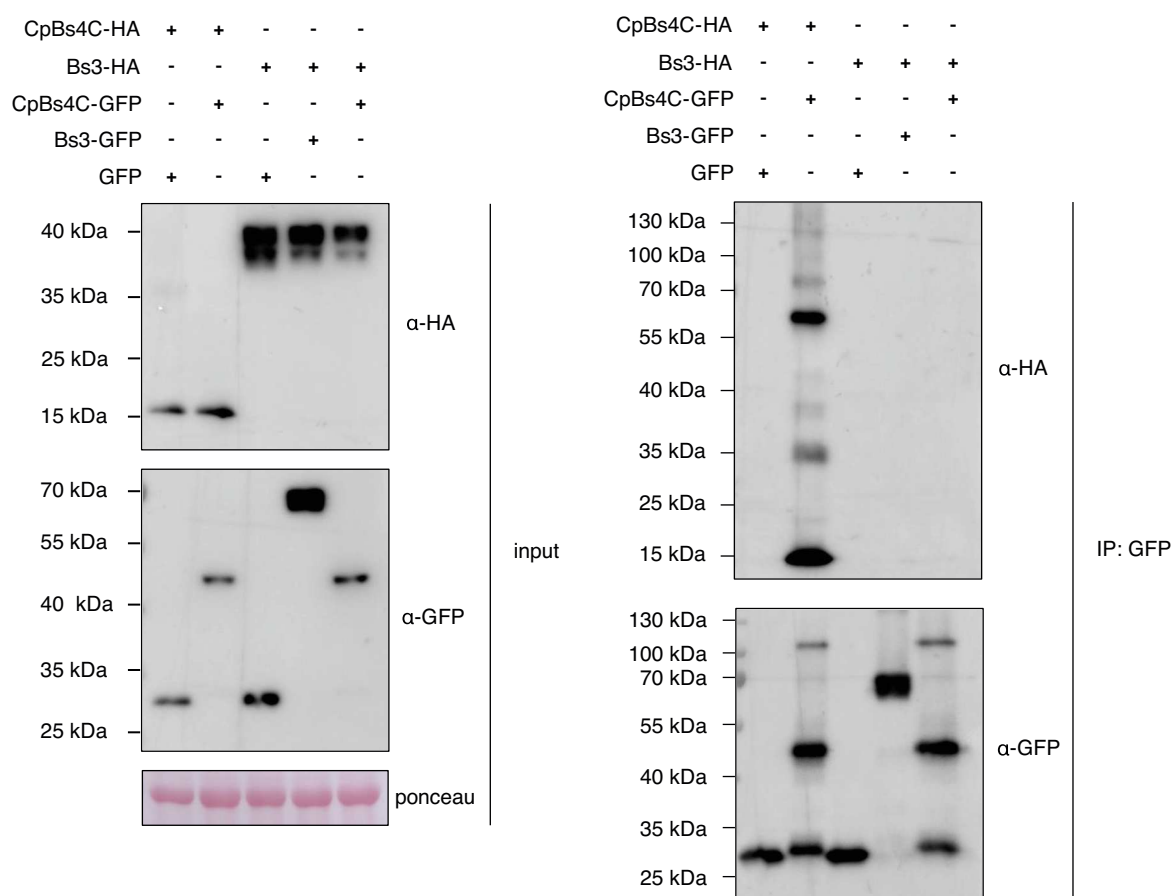 CpBs4C-HA + + - - -
Bs3-HA - - + + +
CpBs4C-GFP - + - - +
Bs3-GFP - - - + -
GFP + - + - -
40 kDa
35 kDa
25 kDa
15 kDa
α-HA
70 kDa
55 kDa
40 kDa
35 kDa
25 kDa
α-GFP
ponceau
input
CpBs4C-HA + + - - -
Bs3-HA - - + + +
CpBs4C-GFP - + - - +
Bs3-GFP - - - + -
GFP + - + - -
130 kDa
100 kDa
70 kDa
55 kDa
40 kDa
35 kDa
25 kDa
15 kDa
α-HA
130 kDa
100 kDa
70 kDa
55 kDa
40 kDa
35 kDa
25 kDa
α-GFP
IP: GFP